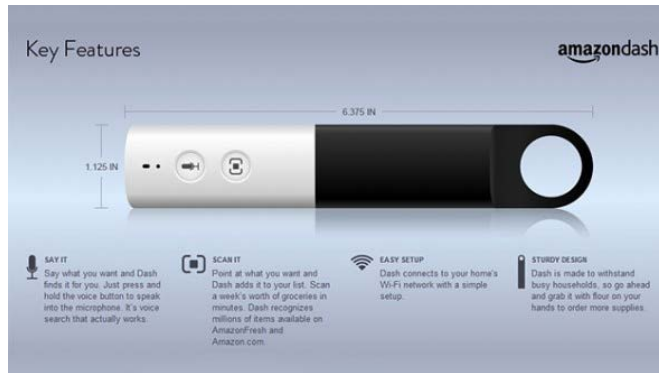 Key Features
amazondash
6.375 IN
1.125 IN
SAY IT
Say what you want and Dash
finds it for you. Just press and
hold the voice button to speak
into the microphone. It's voice
search that actually works.
SCAN IT
Point at what you want and
Dash adds it to your list. Scan
a week's worth of groceries in
minutes. Dash recognizes
millions of items available on
AmazonFresh and
Amazon.com.
EASY SETUP
Dash connects to your home's
Wi-Fi network with a simple
setup.
STURDY DESIGN
Dash is made to withstand
busy households, so go ahead
and grab it with flour on your
hands to order more supplies.